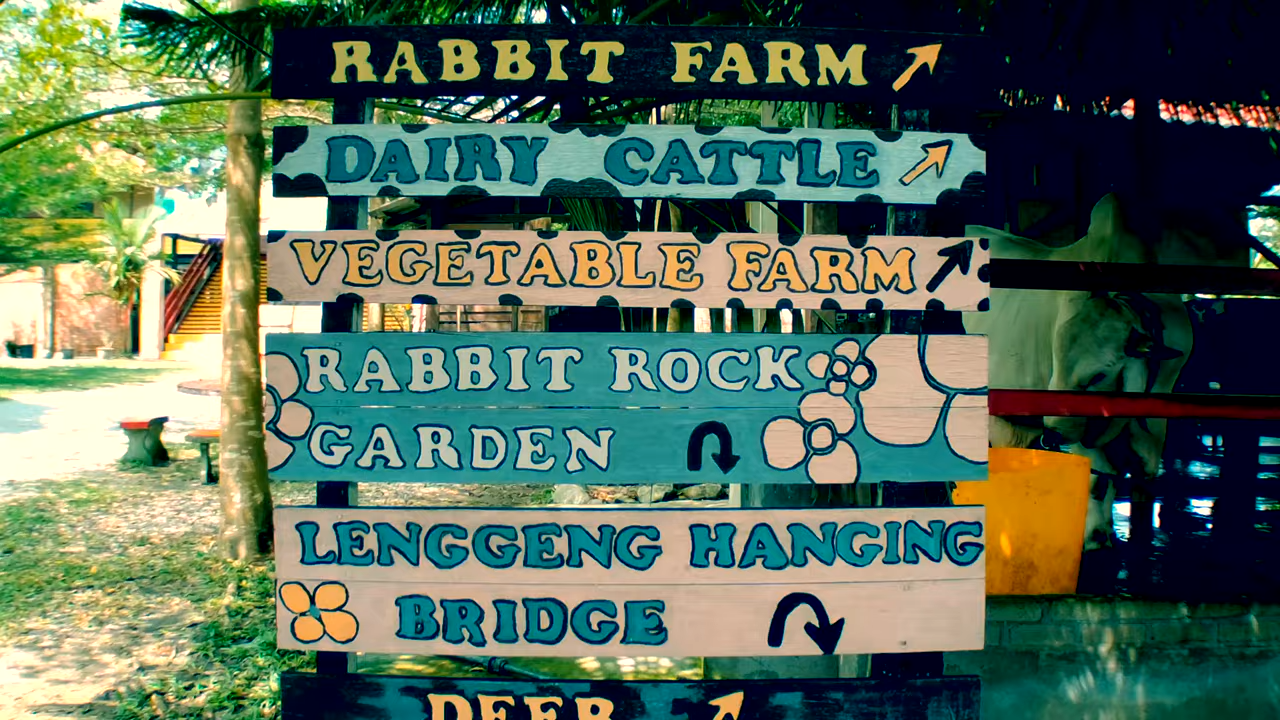 RABBIT FARM
DAIRY CATTLE
VEGETABLE FARM
RABBIT ROCK
GARDEN
LENGGENG HANGING
BRIDGE
DEER